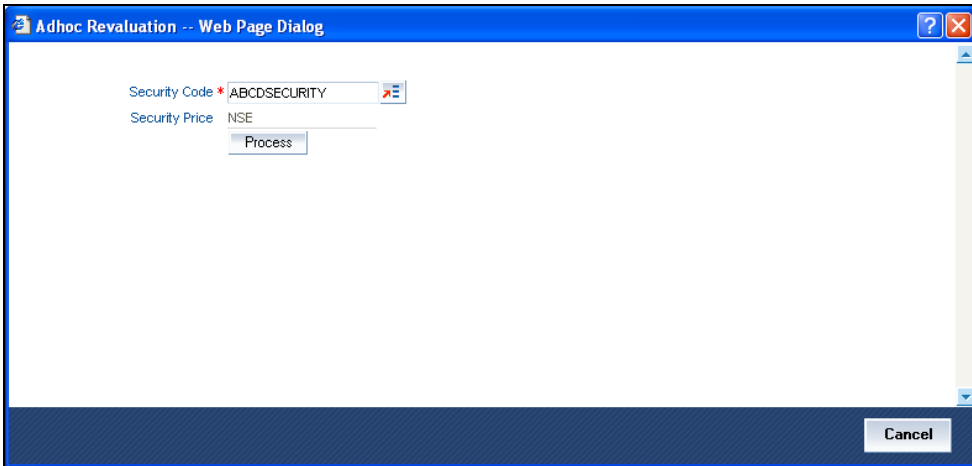 Adhoc Revaluation -- Web Page Dialog
Security Code * ABCDSECURITY
Security Price NSE
Process
Cancel